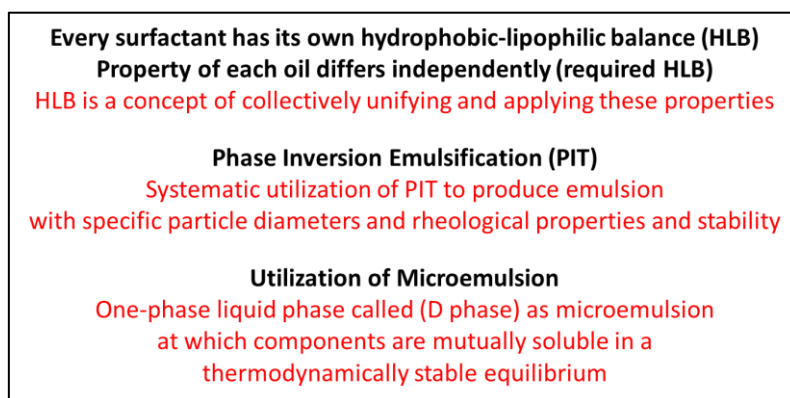 Every surfactant has its own hydrophobic-lipophilic balance (HLB)
Property of each oil differs independently (required HLB)
HLB is a concept of collectively unifying and applying these properties
Phase Inversion Emulsification (PIT)
Systematic utilization of PIT to produce emulsion
with specific particle diameters and rheological properties and stability
Utilization of Microemulsion
One-phase liquid phase called (D phase) as microemulsion
at which components are mutually soluble in a
thermodynamically stable equilibrium